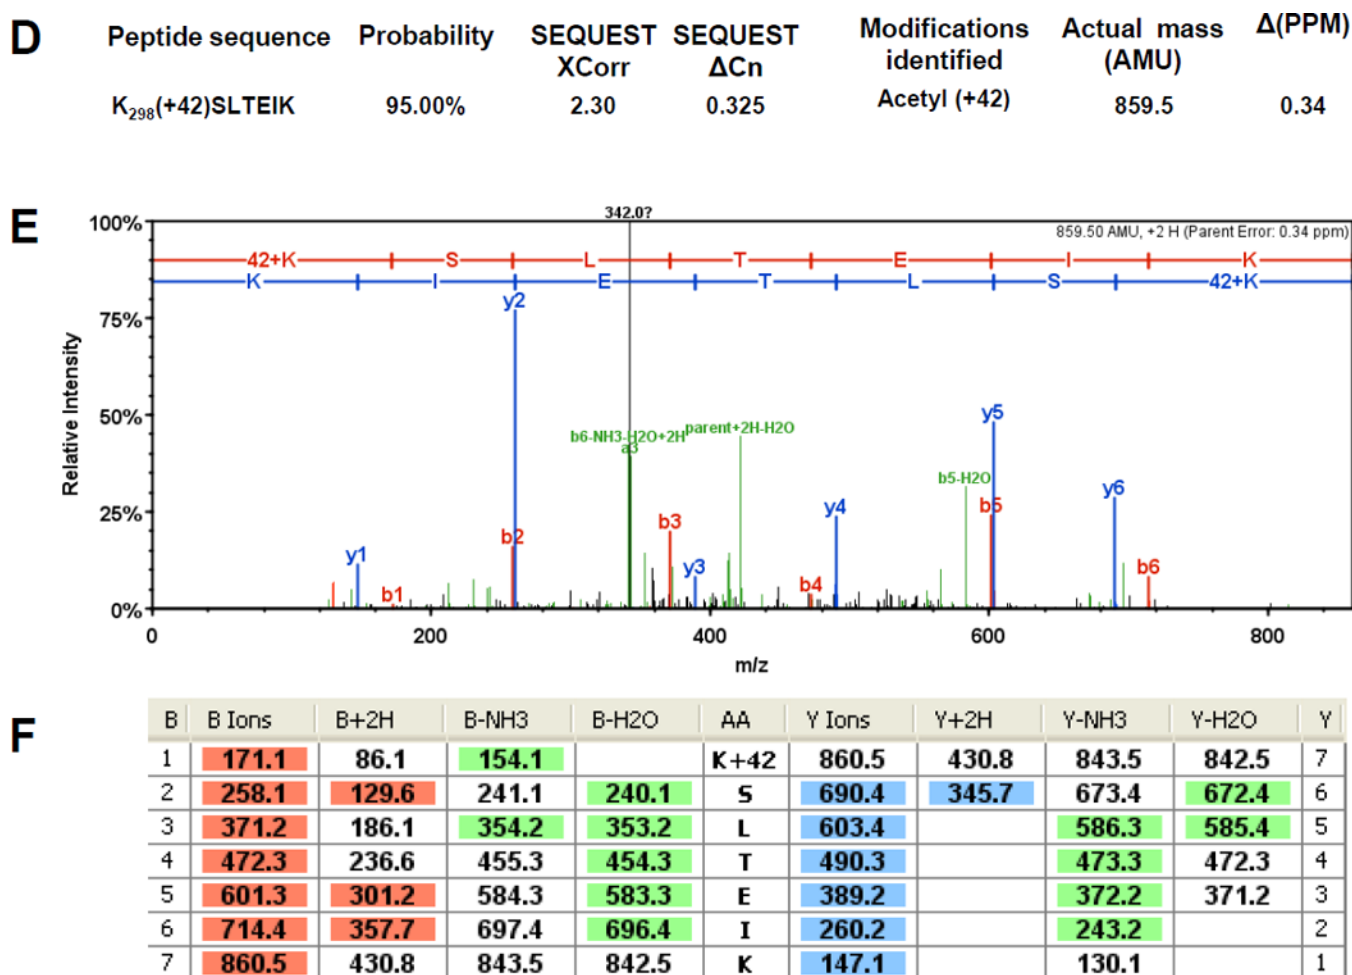 D
Peptide sequence Probability SEQUEST XCorr SEQUEST ΔCn Modifications identified Actual mass (AMU) Δ(PPM)
K298(+42)SLTEIK 95.00% 2.30 0.325 Acetyl (+42) 859.5 0.34
E
342.0?
859.50 AMU, +2 H (Parent Error: 0.34 ppm)
42+K S L T E I K
K I E T L S 42+K
100%
75%
50%
25%
0%
Relative Intensity
y1
b1
b2
y2
b6-NH3-H2O+2H
a3
b3
y3
parent+2H-H2O
b4
y4
b5-H2O
b5
y5
y6
b6
0 200 400 600 800
m/z
F
B B Ions B+2H B-NH3 B-H2O AA Y Ions Y+2H Y-NH3 Y-H2O Y
1 171.1 86.1 154.1 K+42 860.5 430.8 843.5 842.5 7
2 258.1 129.6 241.1 240.1 S 690.4 345.7 673.4 672.4 6
3 371.2 186.1 354.2 353.2 L 603.4 586.3 585.4 5
4 472.3 236.6 455.3 454.3 T 490.3 473.3 472.3 4
5 601.3 301.2 584.3 583.3 E 389.2 372.2 371.2 3
6 714.4 357.7 697.4 696.4 I 260.2 243.2 2
7 860.5 430.8 843.5 842.5 K 147.1 130.1 1